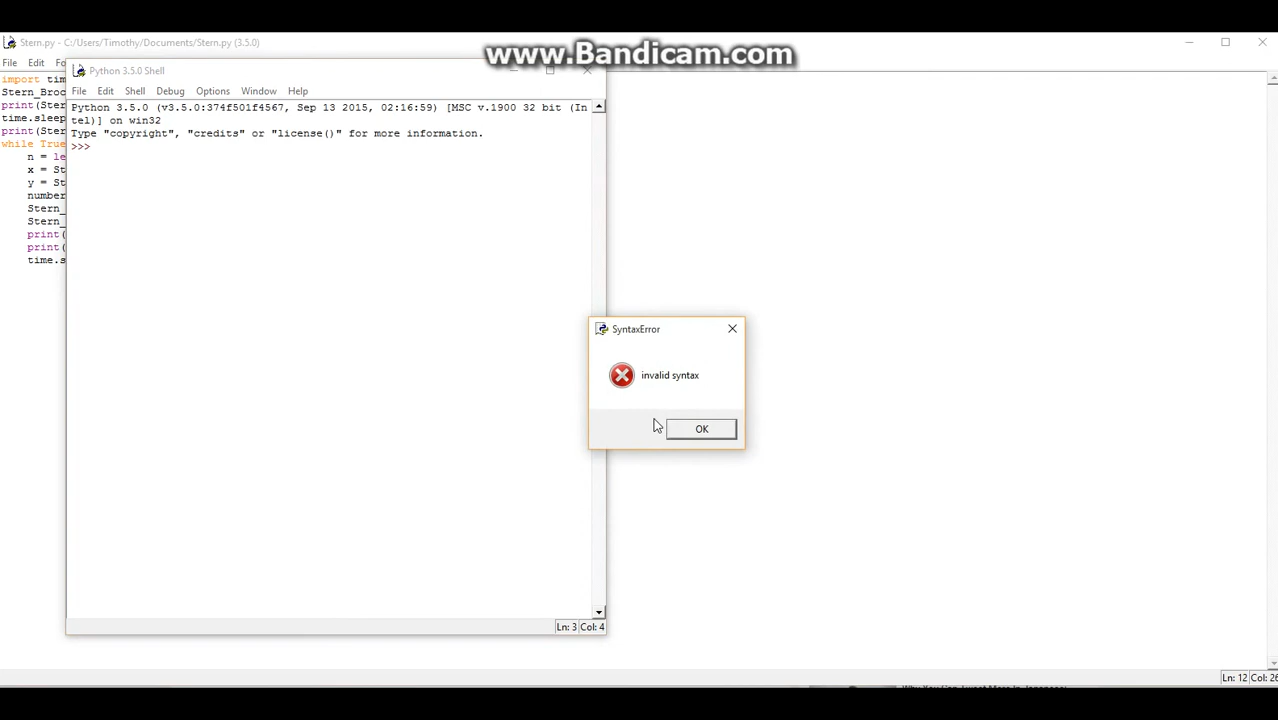 Stern.py - C:/Users/Timothy/Documents/Stern.py (3.5.0)
www.Bandicam.com
File Edit Fo
Python 3.5.0 Shell
File Edit Shell Debug Options Window Help
import tim
Stern_Broc
print(Ster
time.sleep
print(Ster
while True
n = le
x = St
y = St
number
Stern_
Stern_
print(
print(
time.s
Python 3.5.0 (v3.5.0:374f501f4567, Sep 13 2015, 02:16:59) [MSC v.1900 32 bit (In
tel)] on win32
Type "copyright", "credits" or "license()" for more information.
>>>
SyntaxError
invalid syntax
OK
Ln: 3 Col: 4
Ln: 12 Col: 26